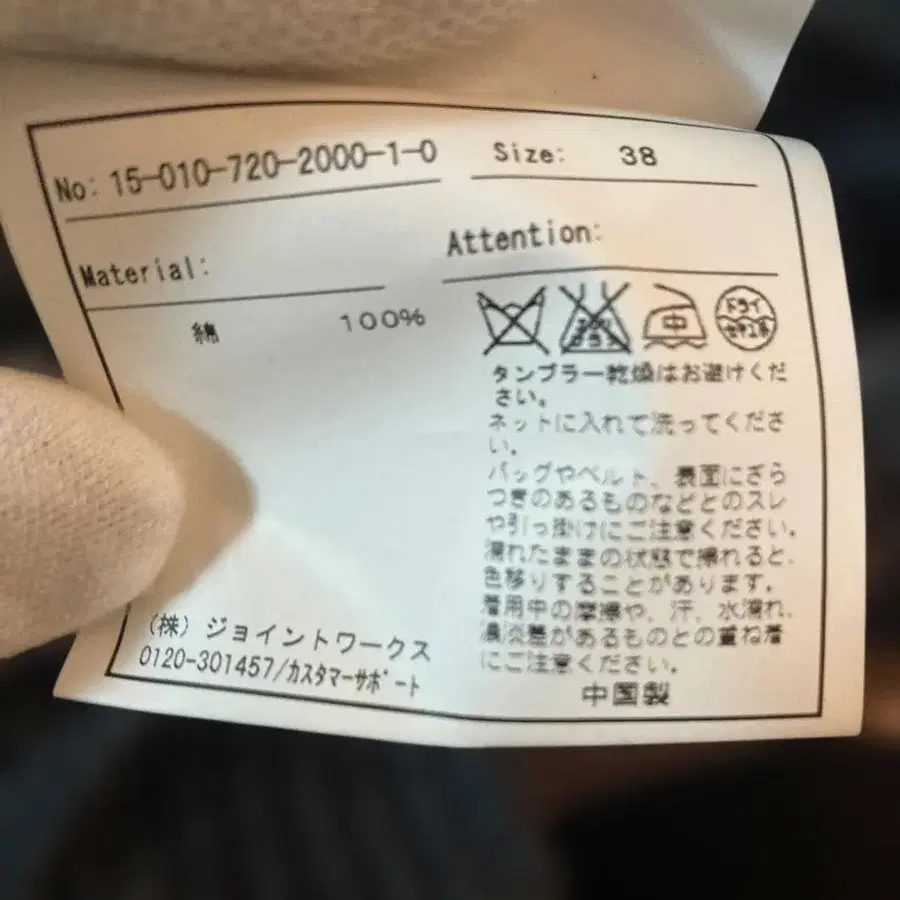 No: 15-010-720-2000-1-0
Size: 38
Material:
綿 100%
Attention:
中
ドライ
セキユ系
タンブラー乾燥はお避けくだ
さい。
ネットに入れて洗ってくださ
い。
バッグやベルト、表面にざら
つきのあるものなどとのスレ
や引っ掛けにご注意ください。
濡れたままの状態で擦れると、
色移りすることがあります。
着用中の摩擦や、汗、水濡れ、
濃淡差があるものとの重ね着
にご注意ください。
中国製
(株)ジョイントワークス
0120-301457/カスタマーサポート